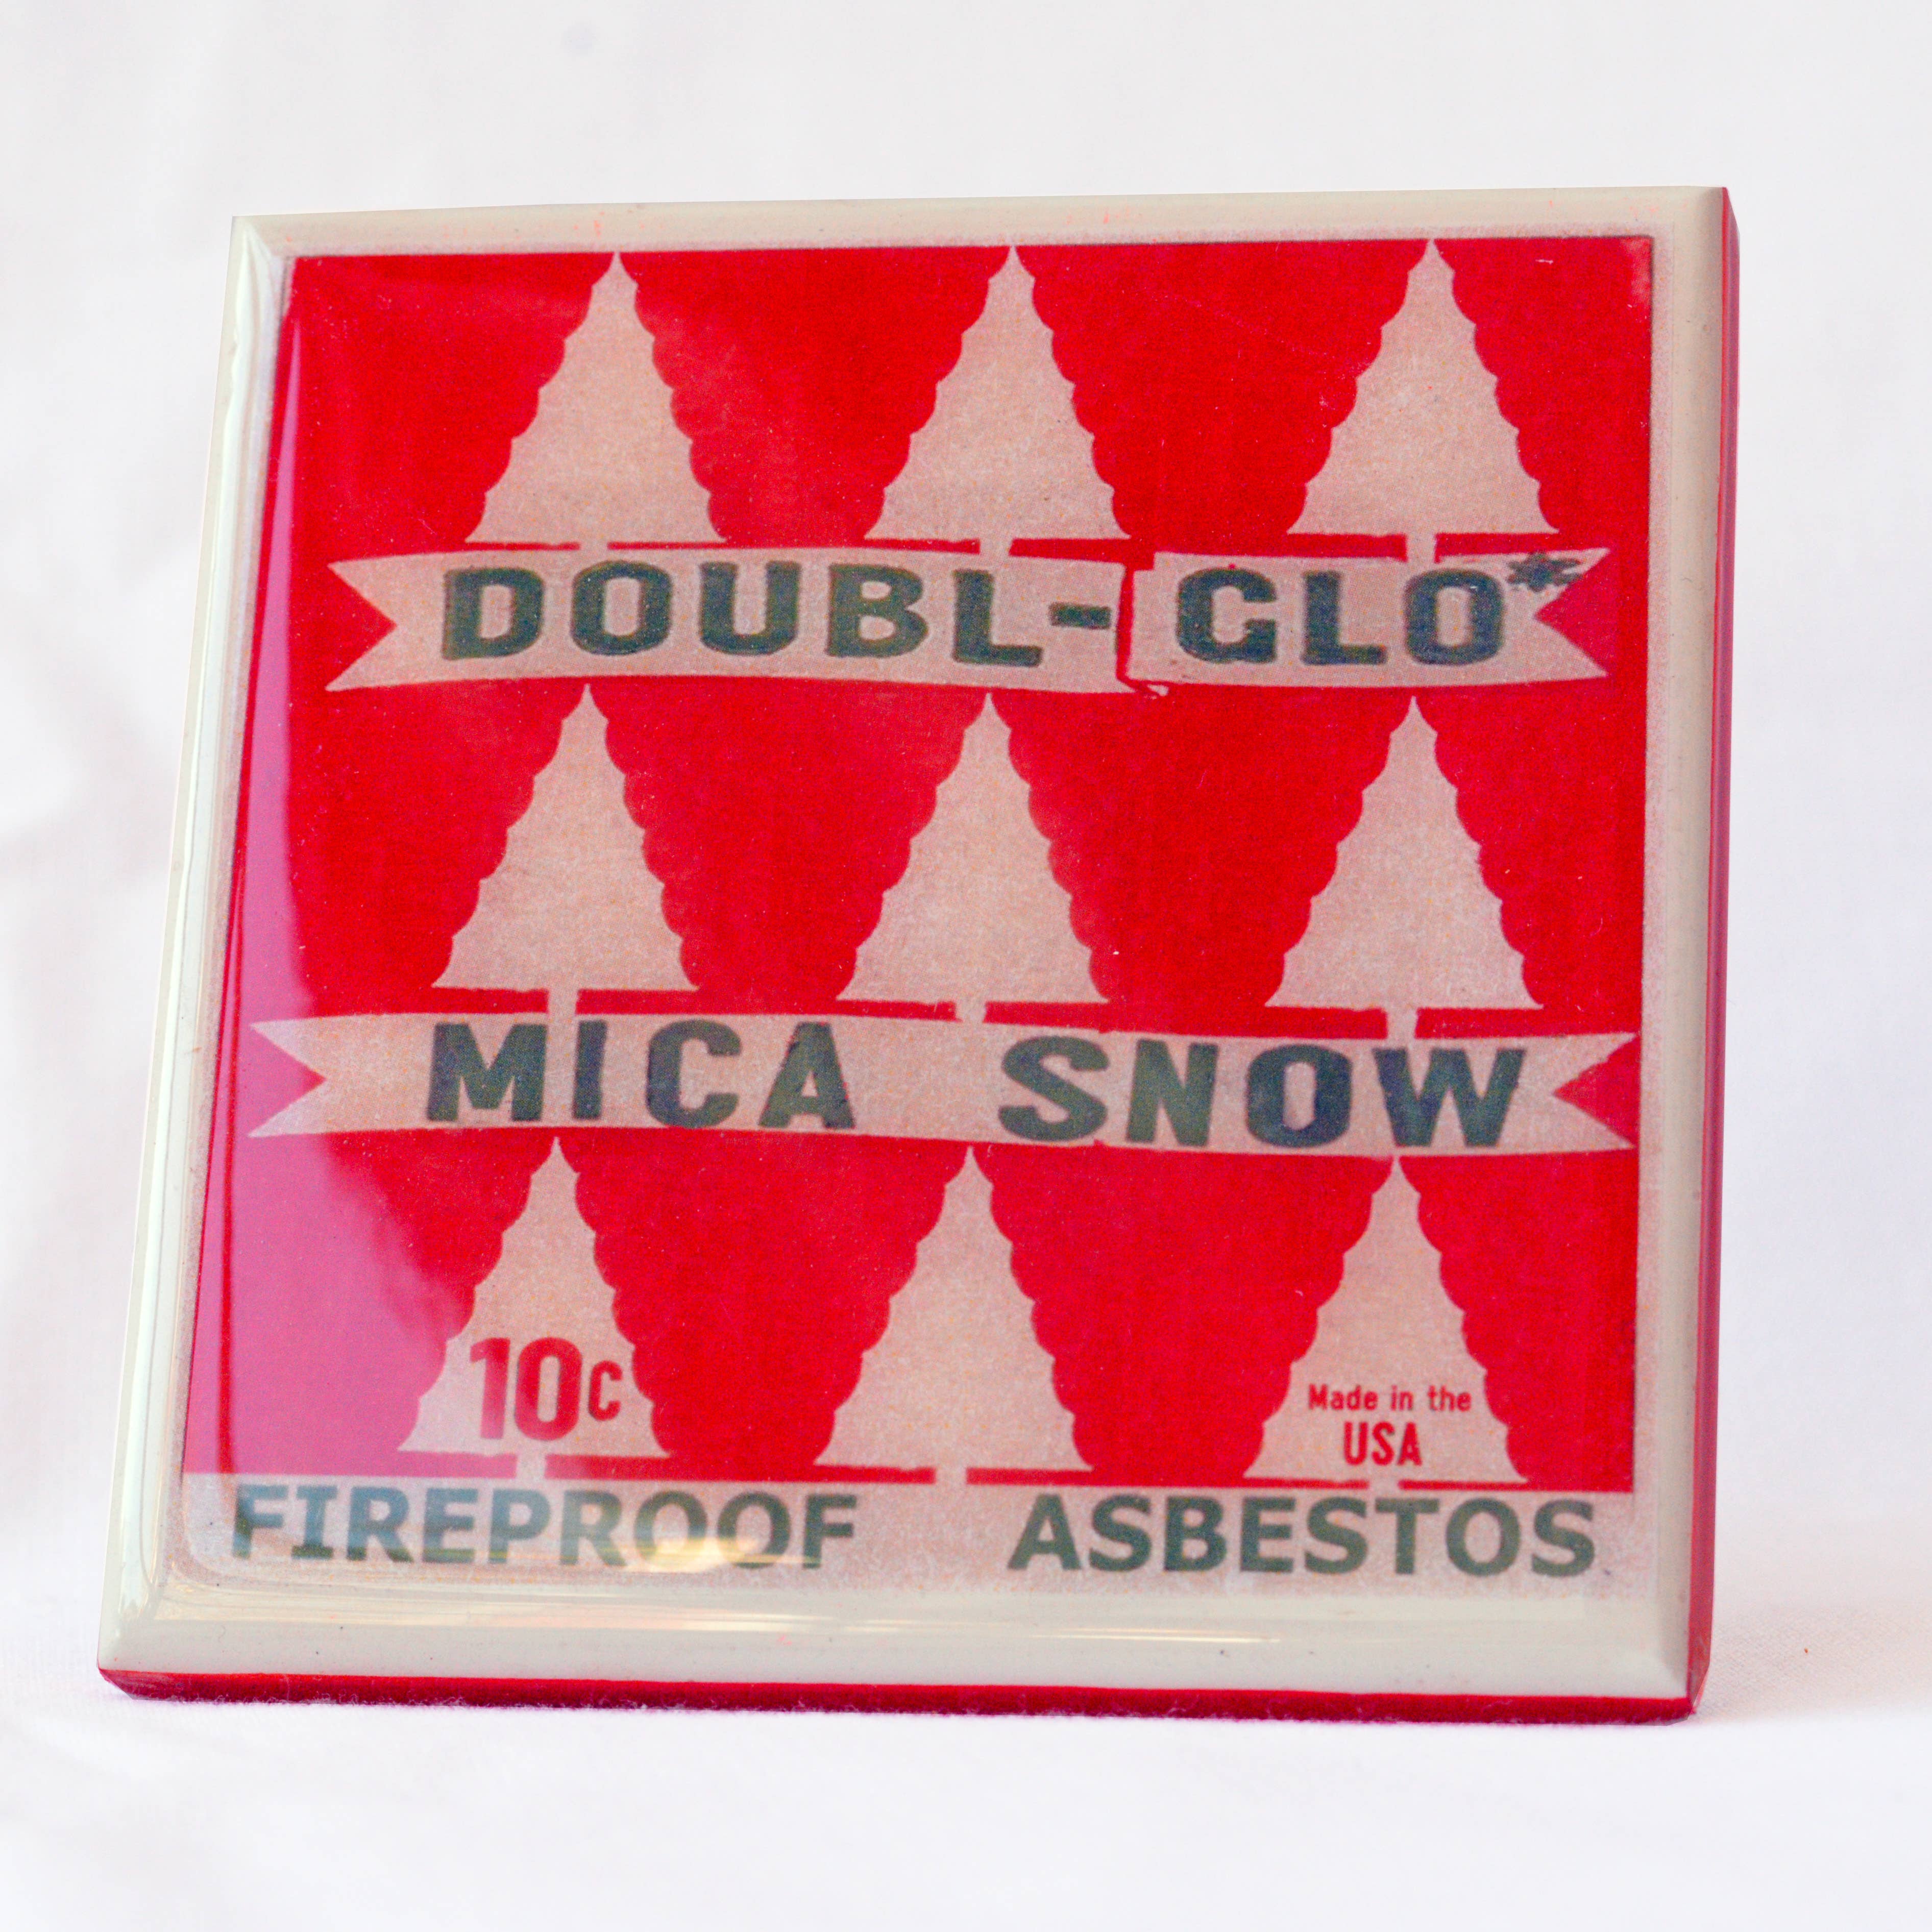 DOUBL-GLO*
MICA SNOW
10c
Made in the
USA
FIREPROOF ASBESTOS